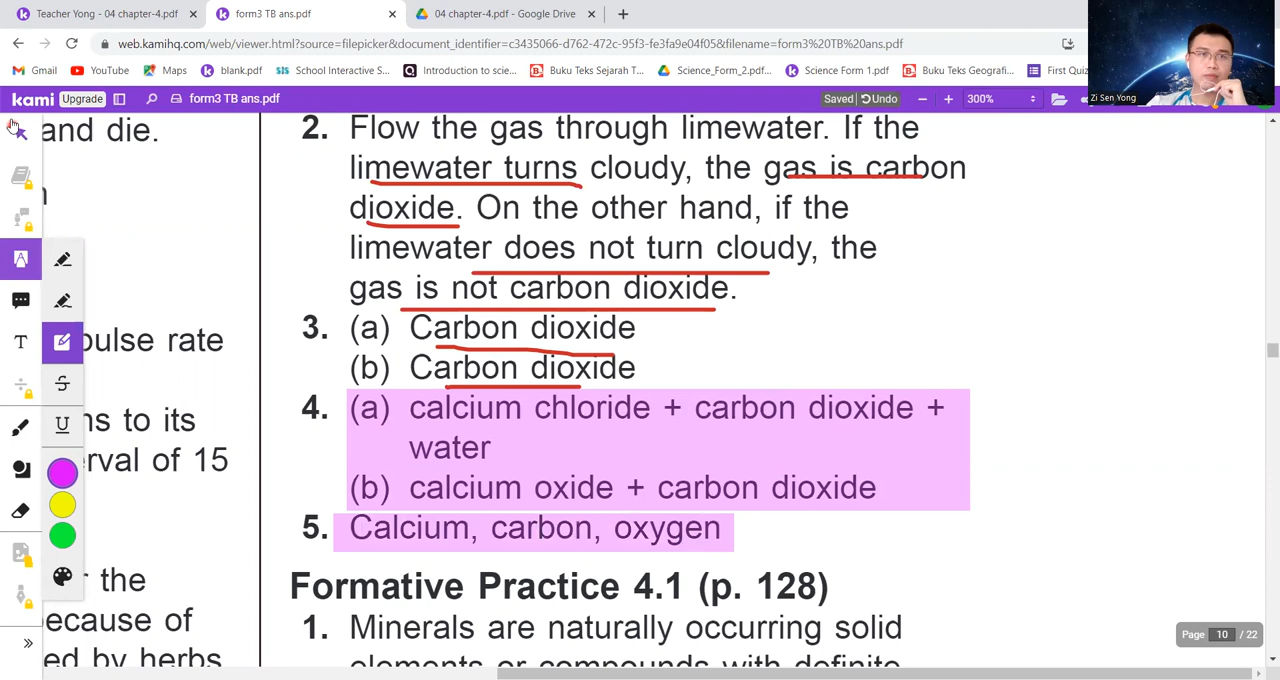 Teacher Yong - 04 chapter-4.pdf
form3 TB ans.pdf
04 chapter-4.pdf - Google Drive
web.kamihq.com/web/viewer.html?source=filepicker&document_identifier=c3435066-d762-472c-95f3-fe3fa9e04f05&filename=form3%20TB%20ans.pdf
Gmail
YouTube
Maps
blank.pdf
SIS School Interactive S...
Introduction to scie...
Buku Teks Sejarah T...
Science_Form_2.pdf...
Science Form 1.pdf
Buku Teks Geografi...
First Quiz
Zi Sen Yong
kami Upgrade
form3 TB ans.pdf
Saved Undo
300%
and die.
pulse rate
ns to its
erval of 15
r the
ecause of
ed by herbs
2. Flow the gas through limewater. If the
limewater turns cloudy, the gas is carbon
dioxide. On the other hand, if the
limewater does not turn cloudy, the
gas is not carbon dioxide.
3. (a) Carbon dioxide
(b) Carbon dioxide
4. (a) calcium chloride + carbon dioxide +
water
(b) calcium oxide + carbon dioxide
5. Calcium, carbon, oxygen
Formative Practice 4.1 (p. 128)
1. Minerals are naturally occurring solid
elements or compounds with definite
Page 10 / 22